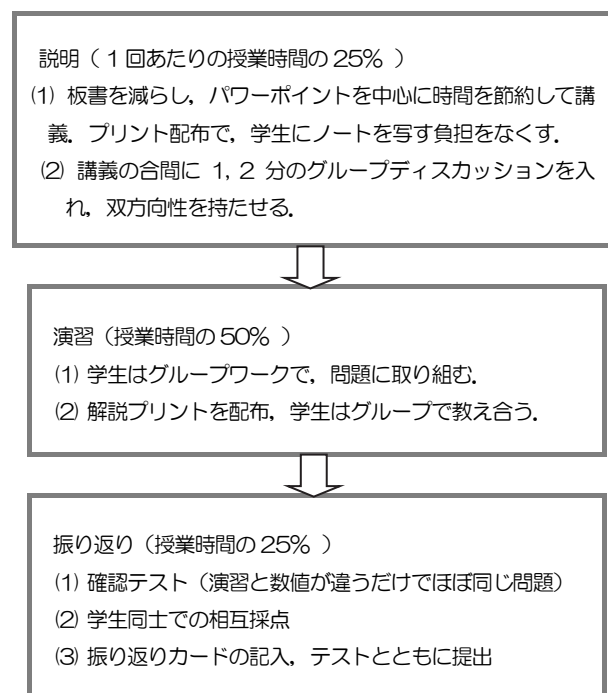 説明（１回あたりの授業時間の25% ）
(1) 板書を減らし，パワーポイントを中心に時間を節約して講
義．プリント配布で，学生にノートを写す負担をなくす．
(2) 講義の合間に 1, 2 分のグループディスカッションを入
れ，双方向性を持たせる．
演習（授業時間の50% ）
(1) 学生はグループワークで，問題に取り組む．
(2) 解説プリントを配布，学生はグループで教え合う．
振り返り（授業時間の25% ）
(1) 確認テスト（演習と数値が違うだけでほぼ同じ問題）
(2) 学生同士での相互採点
(3) 振り返りカードの記入，テストとともに提出